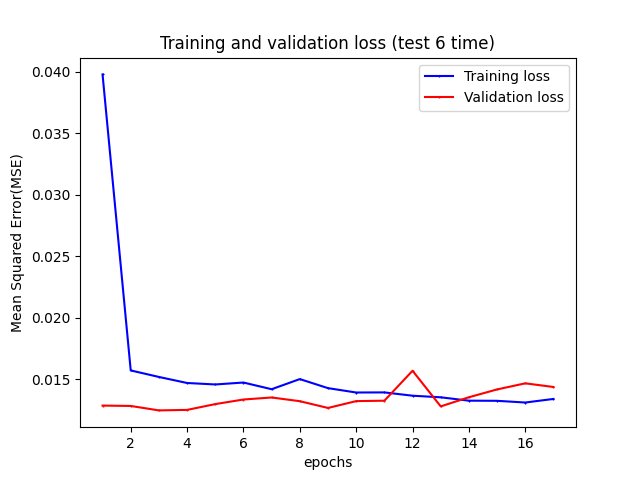 Training and validation loss (test 6 time)
Training loss
Validation loss
Mean Squared Error(MSE)
0.040
0.035
0.030
0.025
0.020
0.015
2 4 6 8 10 12 14 16
epochs